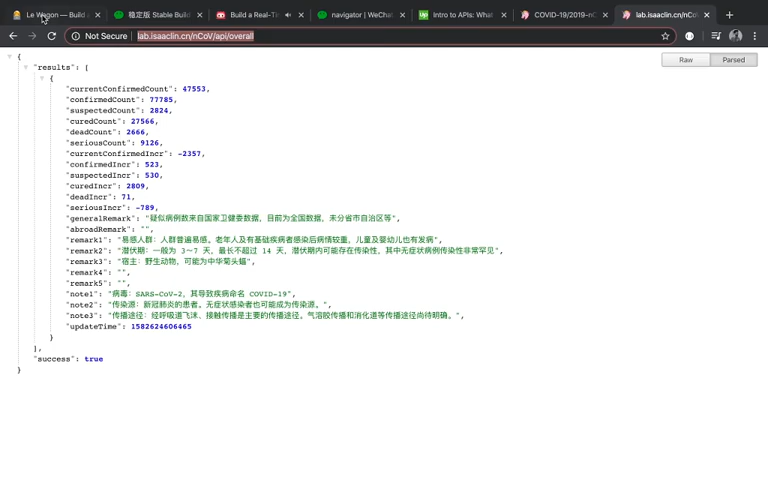 Le Wagon — Build a
稳定版 Stable Build
Build a Real-Tim
navigator | WeChat
Intro to APIs: What
COVID-19/2019-nC
lab.isaaclin.cn/nCoV
Not Secure
lab.isaaclin.cn/nCoV/api/overall
Raw
Parsed
{
"results": [
{
"currentConfirmedCount": 47553,
"confirmedCount": 77785,
"suspectedCount": 2824,
"curedCount": 27566,
"deadCount": 2666,
"seriousCount": 9126,
"currentConfirmedIncr": -2357,
"confirmedIncr": 523,
"suspectedIncr": 530,
"curedIncr": 2809,
"deadIncr": 71,
"seriousIncr": -789,
"generalRemark": "疑似病例数来自国家卫健委数据，目前为全国数据，未分省市自治区等",
"abroadRemark": "",
"remark1": "易感人群：人群普遍易感。老年人及有基础疾病者感染后病情较重，儿童及婴幼儿也有发病",
"remark2": "潜伏期：一般为 3～7 天，最长不超过 14 天，潜伏期内可能存在传染性，其中无症状病例传染性非常罕见",
"remark3": "宿主：野生动物，可能为中华菊头蝠",
"remark4": "",
"remark5": "",
"note1": "病毒：SARS-CoV-2，其导致疾病命名 COVID-19",
"note2": "传染源：新冠肺炎的患者。无症状感染者也可能成为传染源。",
"note3": "传播途径：经呼吸道飞沫、接触传播是主要的传播途径。气溶胶传播和消化道等传播途径尚待明确。",
"updateTime": 1582624606465
}
],
"success": true
}